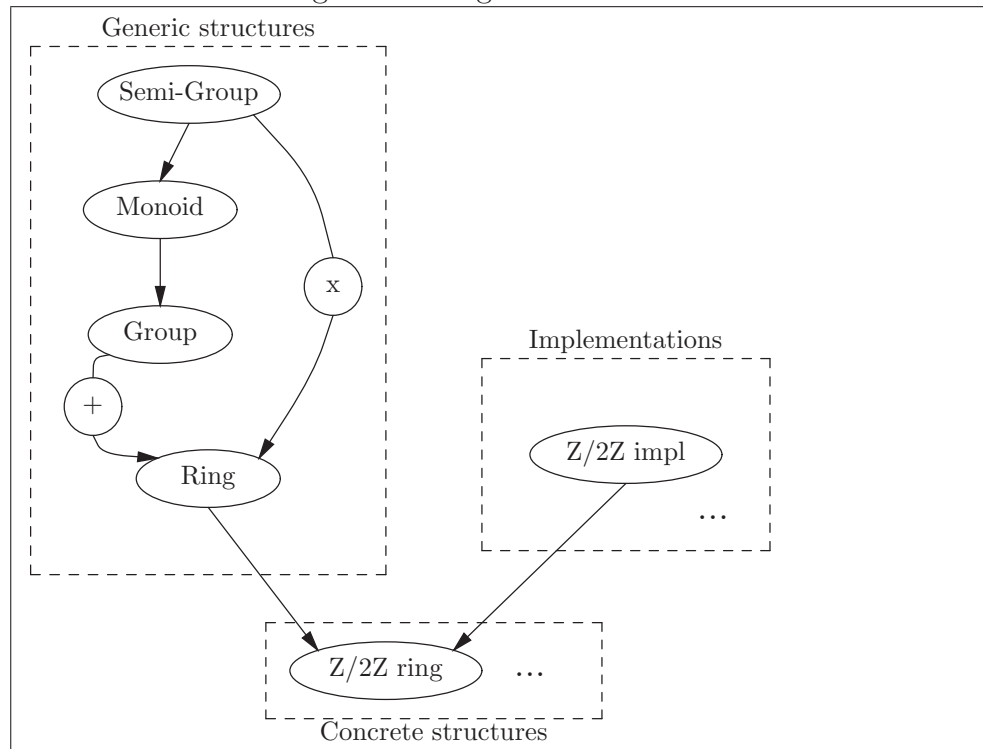 Generic structures
Semi-Group
Monoid
x
Group
Implementations
+
Z/2Z impl
Ring
...
Z/2Z ring
...
Concrete structures